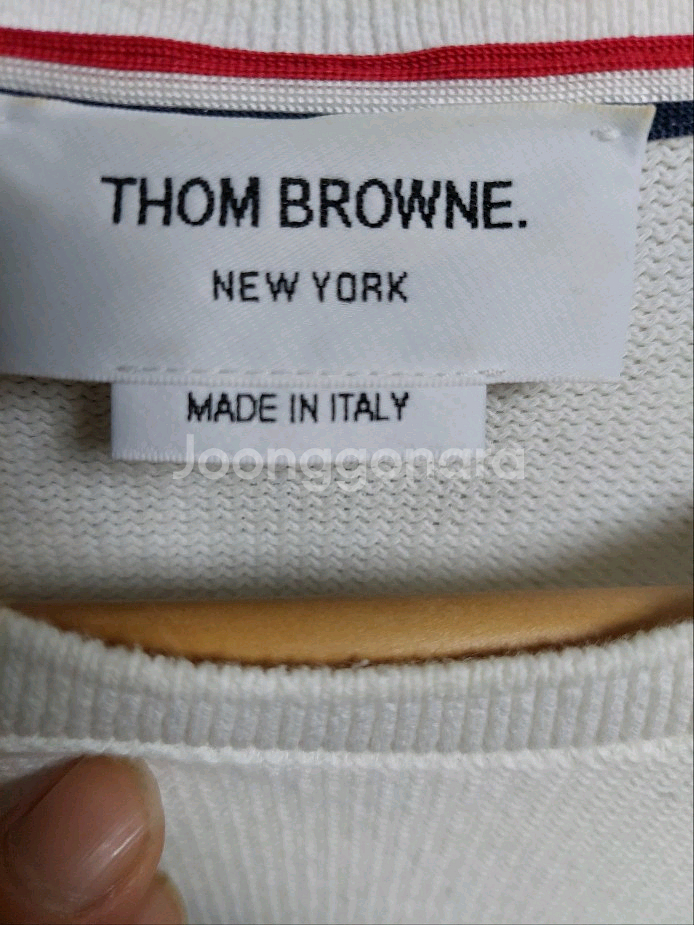 THOM BROWNE.
NEW YORK
MADE IN ITALY
Joonggonara